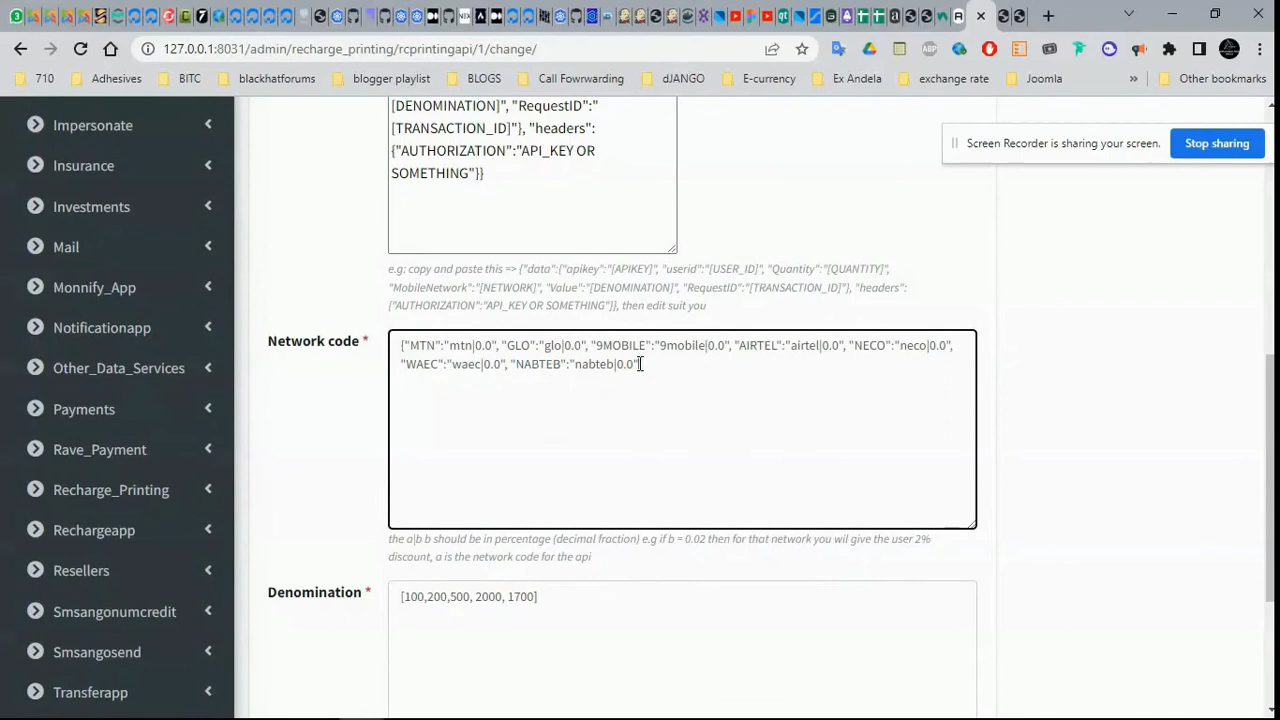 127.0.0.1:8031/admin/recharge_printing/rcprintingapi/1/change/
710
Adhesives
BITC
blackhatforums
blogger playlist
BLOGS
Call Fowrwarding
dJANGO
E-currency
Ex Andela
exchange rate
Joomla
»
Other bookmarks
Screen Recorder is sharing your screen.
Stop sharing
Impersonate
Insurance
Investments
Mail
Monnify_App
Notificationapp
Other_Data_Services
Payments
Rave_Payment
Recharge_Printing
Rechargeapp
Resellers
Smsangonumcredit
Smsangosend
Transferapp
[DENOMINATION]", "RequestID":"
[TRANSACTION_ID]"}, "headers":
{"AUTHORIZATION":"API_KEY OR
SOMETHING"}}
e.g: copy and paste this => {"data":{"apikey":"[APIKEY]", "userid":"[USER_ID]", "Quantity":"[QUANTITY]",
"MobileNetwork":"[NETWORK]", "Value":"[DENOMINATION]", "RequestID":"[TRANSACTION_ID]"}, "headers":
{"AUTHORIZATION":"API_KEY OR SOMETHING"}}, then edit suit you
Network code *
{"MTN":"mtn|0.0", "GLO":"glo|0.0", "9MOBILE":"9mobile|0.0", "AIRTEL":"airtel|0.0", "NECO":"neco|0.0",
"WAEC":"waec|0.0", "NABTEB":"nabteb|0.0"
the a|b b should be in percentage (decimal fraction) e.g if b = 0.02 then for that network you wil give the user 2%
discount, a is the network code for the api
Denomination *
[100,200,500, 2000, 1700]